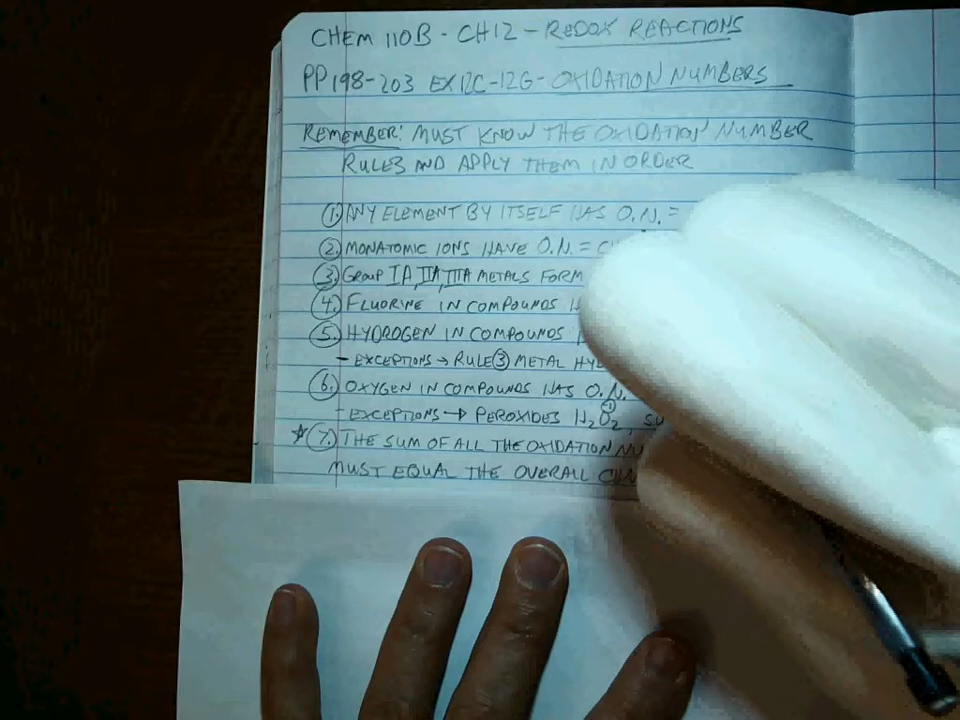 CHEM 110B - CH12 - REDOX REACTIONS
PP198-203 EX12C-12G - OXIDATION NUMBERS
REMEMBER: MUST KNOW THE OXIDATION NUMBER
RULES AND APPLY THEM IN ORDER
1. ANY ELEMENT BY ITSELF HAS O.N. =
2. MONATOMIC IONS HAVE O.N. =
3. GROUP IA, IIA, IIIA METALS FORM
4. FLUORINE IN COMPOUNDS
5. HYDROGEN IN COMPOUNDS
- EXCEPTIONS → RULE 3 METAL
6. OXYGEN IN COMPOUNDS HAS O.N.
- EXCEPTIONS → PEROXIDES H2O2,
☆ 7. THE SUM OF ALL THE OXIDATION
MUST EQUAL THE OVERALL